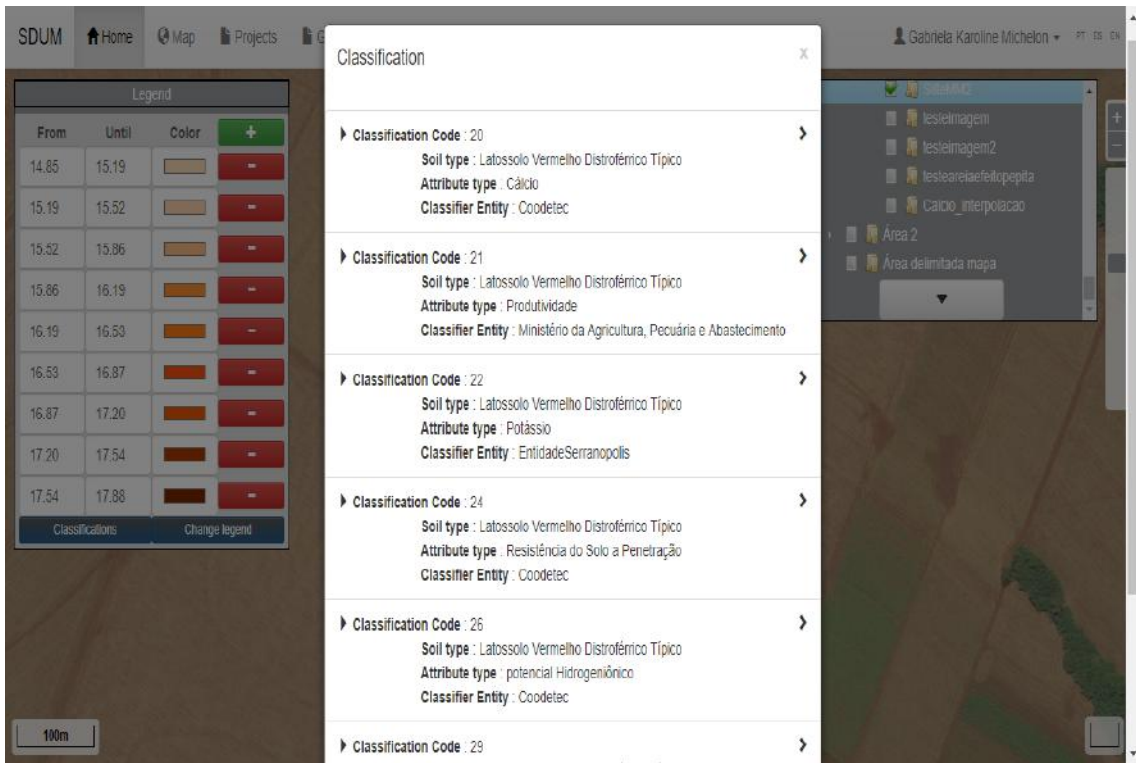 SDUM Home Map Projects G Gabriela Karoline Michelon PT ES EN
Legend
From Until Color +
14.85 15.19 -
15.19 15.52 -
15.52 15.86 -
15.86 16.19 -
16.19 16.53 -
16.53 16.87 -
16.87 17.20 -
17.20 17.54 -
17.54 17.88 -
Classifications Change legend
100m
Classification x
Classification Code : 20
Soil type : Latossolo Vermelho Distroférrico Típico
Attribute type : Cálcio
Classifier Entity : Coodetec
Classification Code : 21
Soil type : Latossolo Vermelho Distroférrico Típico
Attribute type : Produtividade
Classifier Entity : Ministério da Agricultura, Pecuária e Abastecimento
Classification Code : 22
Soil type : Latossolo Vermelho Distroférrico Típico
Attribute type : Potássio
Classifier Entity : EntidadeSerranopolis
Classification Code : 24
Soil type : Latossolo Vermelho Distroférrico Típico
Attribute type : Resistência do Solo a Penetração
Classifier Entity : Coodetec
Classification Code : 26
Soil type : Latossolo Vermelho Distroférrico Típico
Attribute type : potencial Hidrogeniônico
Classifier Entity : Coodetec
Classification Code : 29
testeimagem
testeimagem2
testeareiaefeitopepita
Calcio_interpolacao
Área 2
Área delimitada mapa
+
-